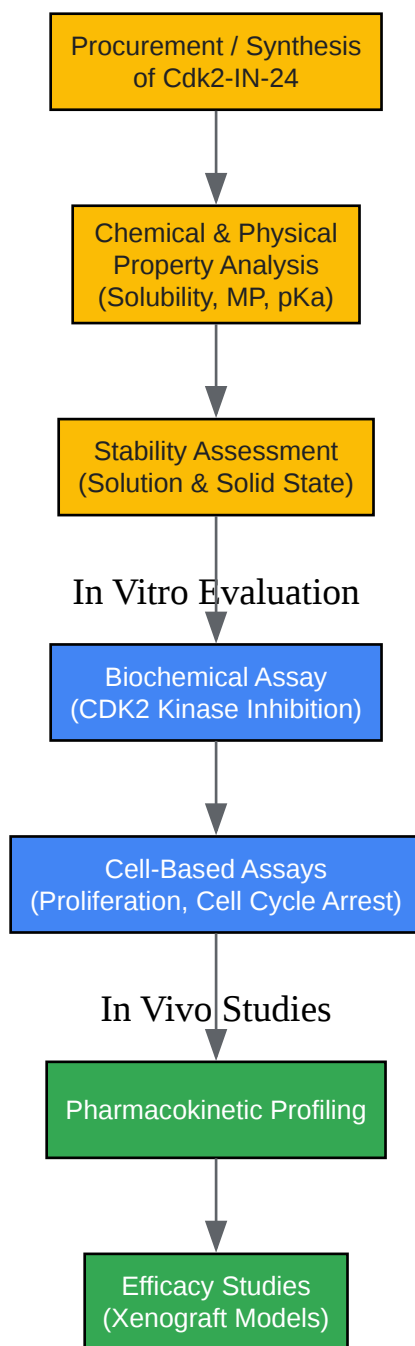 Procurement / Synthesis
of Cdk2-IN-24
Chemical & Physical
Property Analysis
(Solubility, MP, pKa)
Stability Assessment
(Solution & Solid State)
In Vitro Evaluation
Biochemical Assay
(CDK2 Kinase Inhibition)
Cell-Based Assays
(Proliferation, Cell Cycle Arrest)
In Vivo Studies
Pharmacokinetic Profiling
Efficacy Studies
(Xenograft Models)